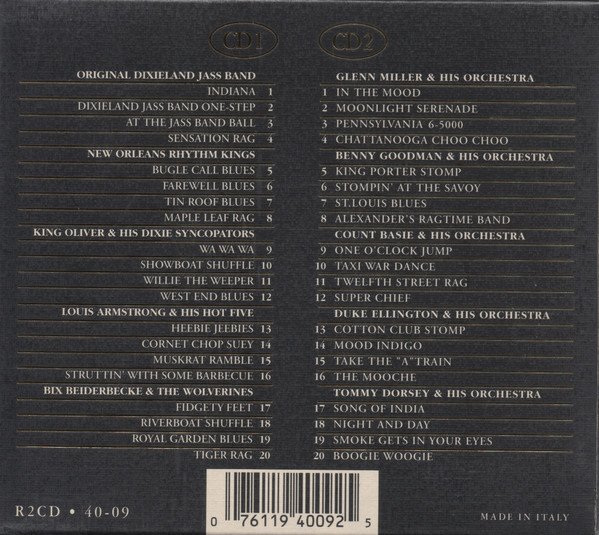 CD1
ORIGINAL DIXIELAND JASS BAND
INDIANA 1
DIXIELAND JASS BAND ONE-STEP 2
AT THE JASS BAND BALL 3
SENSATION RAG 4
NEW ORLEANS RHYTHM KINGS
BUGLE CALL BLUES 5
FAREWELL BLUES 6
TIN ROOF BLUES 7
MAPLE LEAF RAG 8
KING OLIVER & HIS DIXIE SYNCOPATORS
WA WA WA 9
SHOWBOAT SHUFFLE 10
WILLIE THE WEEPER 11
WEST END BLUES 12
LOUIS ARMSTRONG & HIS HOT FIVE
HEEBIE JEEBIES 13
CORNET CHOP SUEY 14
MUSKRAT RAMBLE 15
STRUTTIN' WITH SOME BARBECUE 16
BIX BEIDERBECKE & THE WOLVERINES
FIDGETY FEET 17
RIVERBOAT SHUFFLE 18
ROYAL GARDEN BLUES 19
TIGER RAG 20
CD2
GLENN MILLER & HIS ORCHESTRA
1 IN THE MOOD
2 MOONLIGHT SERENADE
3 PENNSYLVANIA 6-5000
4 CHATTANOOGA CHOO CHOO
BENNY GOODMAN & HIS ORCHESTRA
5 KING PORTER STOMP
6 STOMPIN' AT THE SAVOY
7 ST.LOUIS BLUES
8 ALEXANDER'S RAGTIME BAND
COUNT BASIE & HIS ORCHESTRA
9 ONE O'CLOCK JUMP
10 TAXI WAR DANCE
11 TWELFTH STREET RAG
12 SUPER CHIEF
DUKE ELLINGTON & HIS ORCHESTRA
13 COTTON CLUB STOMP
14 MOOD INDIGO
15 TAKE THE "A"TRAIN
16 THE MOOCHE
TOMMY DORSEY & HIS ORCHESTRA
17 SONG OF INDIA
18 NIGHT AND DAY
19 SMOKE GETS IN YOUR EYES
20 BOOGIE WOOGIE
R2CD • 40-09
0 76119 40092 5
MADE IN ITALY